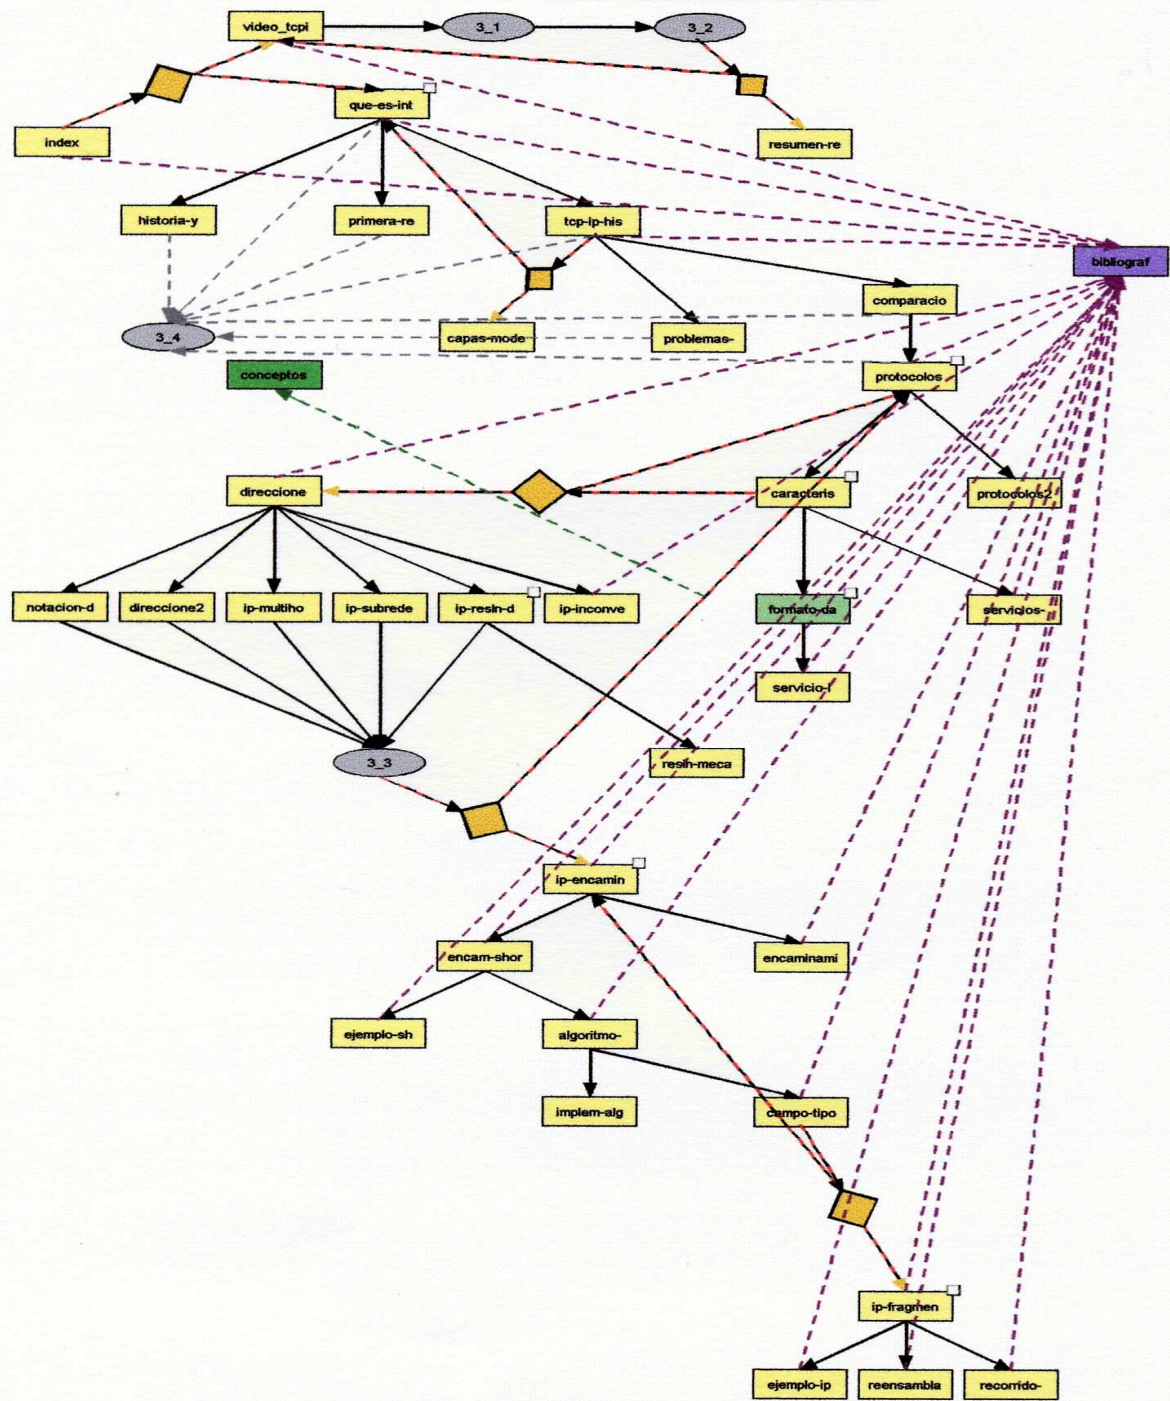 video_tcpi
3_1
3_2
que-es-int
index
resumen-re
historia-y
primera-re
tcp-ip-his
bibliograf
comparacio
3_4
capas-mode
problemas-
conceptos
protocolos
direccione
caracteris
protocolos2
notacion-d
direccione2
ip-multiho
ip-subrede
ip-resln-d
ip-inconve
formato-da
servicios-
servicio-l
3_3
resln-meca
ip-encamin
encam-shor
encaminami
ejemplo-sh
algoritmo-
implem-alg
campo-tipo
ip-fragmen
ejemplo-ip
reensambla
recorrido-